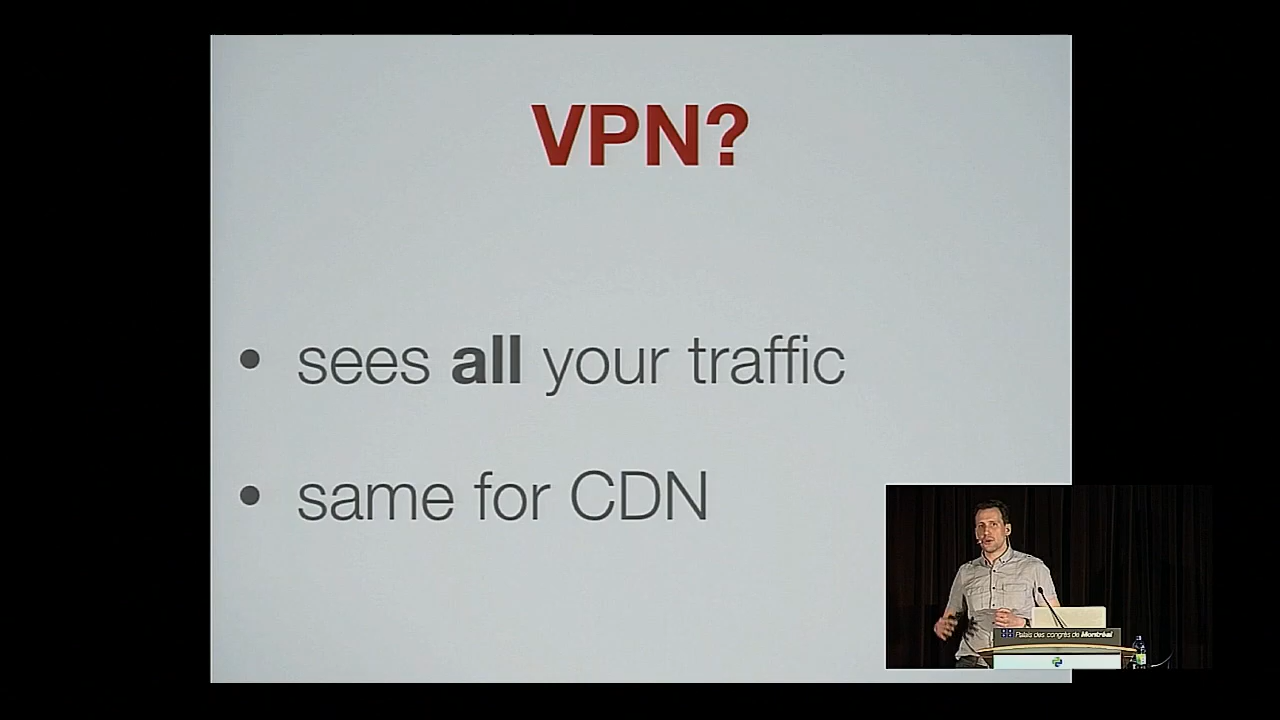 VPN?
• sees all your traffic
• same for CDN
Palais des congrès de Montréal